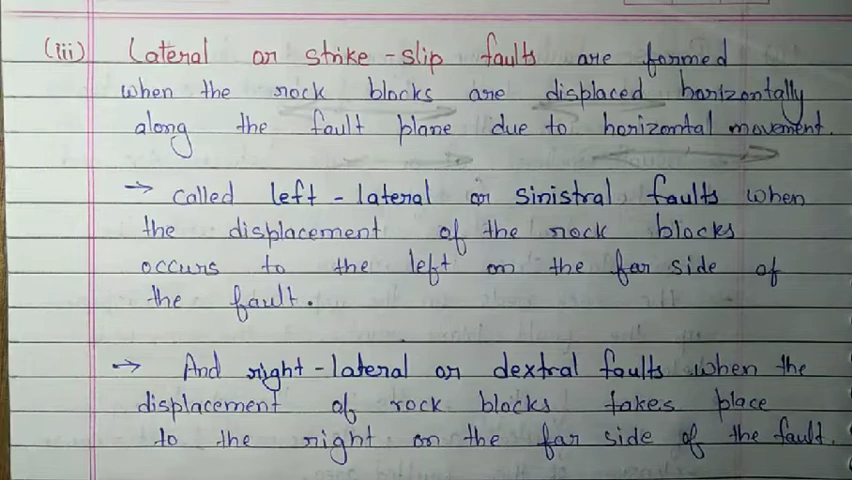 (iii) Lateral or strike-slip faults are formed
when the rock blocks are displaced horizontally
along the fault plane due to horizontal movement.
→ called left-lateral or sinistral faults when
the displacement of the rock blocks
occurs to the left on the far side of
the fault.
→ And right-lateral or dextral faults when the
displacement of rock blocks takes place
to the right on the far side of the fault.